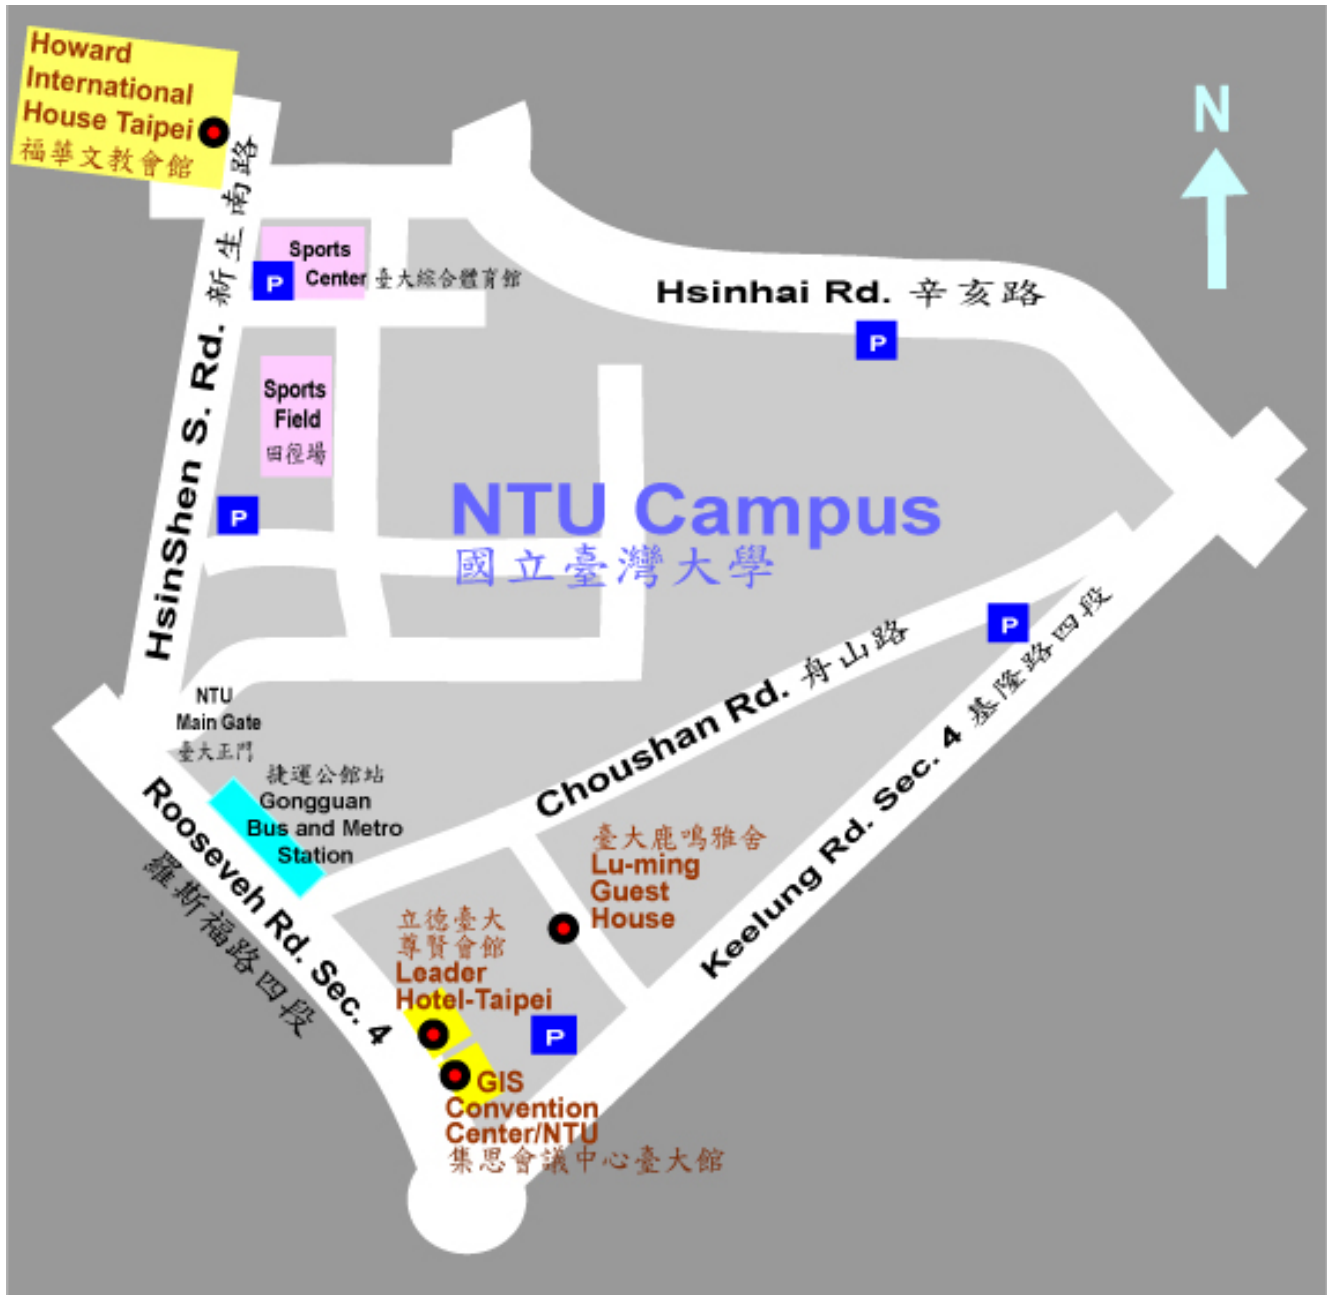 Howard
International
House Taipei
福華文教會館
N
新生南路
HsinShen S. Rd.
Sports
Center 臺大綜合體育館
P
Hsinhai Rd. 辛亥路
P
Sports
Field
田徑場
P
NTU Campus
國立臺灣大學
P
Choushan Rd. 舟山路
Keelung Rd. Sec. 4 基隆路四段
NTU
Main Gate
臺大正門
捷運公館站
Gongguan
Bus and Metro
Station
Rooseveh Rd. Sec. 4
羅斯福路四段
臺大鹿鳴雅舍
Lu-ming
Guest
House
立德臺大
尊賢會館
Leader
Hotel-Taipei
P
GIS
Convention
Center/NTU
集思會議中心臺大館